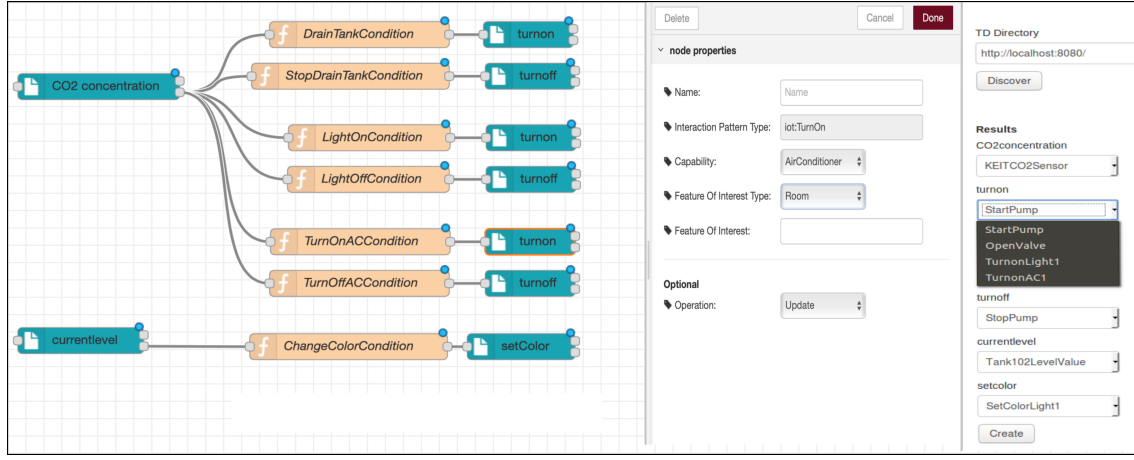 DrainTankCondition
turnon
StopDrainTankCondition
turnoff
CO2 concentration
LightOnCondition
turnon
LightOffCondition
turnoff
TurnOnACCondition
turnon
TurnOffACCondition
turnoff
currentlevel
ChangeColorCondition
setColor
Delete
Cancel
Done
node properties
Name:
Name
Interaction Pattern Type:
iot:TurnOn
Capability:
AirConditioner
Feature Of Interest Type:
Room
Feature Of Interest:
Optional
Operation:
Update
TD Directory
http://localhost:8080/
Discover
Results
CO2concentration
KEITCO2Sensor
turnon
StartPump
StartPump
OpenValve
TurnonLight1
TurnonAC1
turnoff
StopPump
currentlevel
Tank102LevelValue
setcolor
SetColorLight1
Create